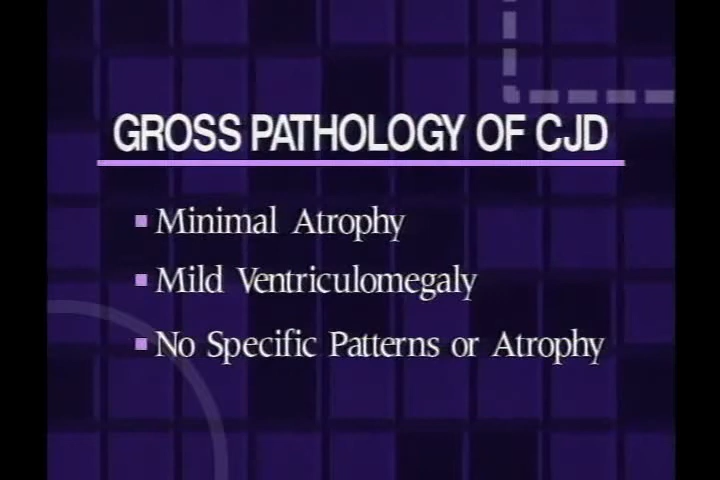 GROSS PATHOLOGY OF CJD
Minimal Atrophy
Mild Ventriculomegaly
No Specific Patterns or Atrophy